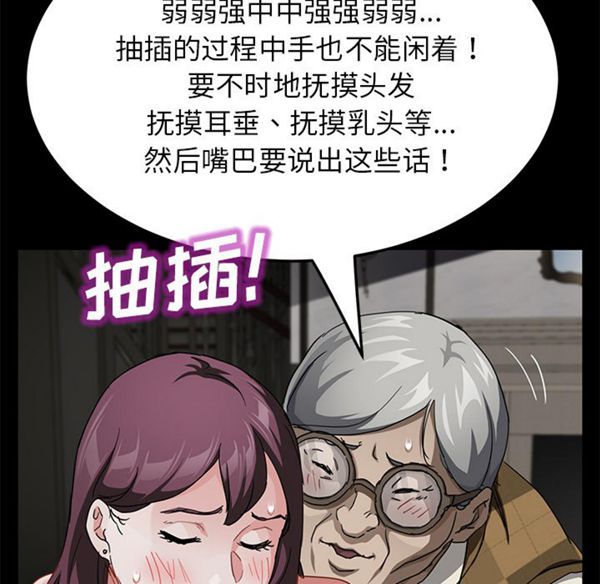 弱弱强中中强强弱弱...
抽插的过程中手也不能闲着！
要不时地抚摸头发
抚摸耳垂、抚摸乳头等...
然后嘴巴要说出这些话！
抽插!